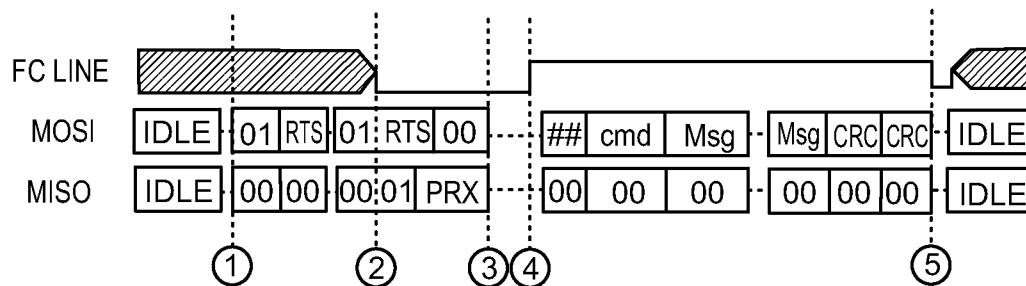 FC LINE
MOSI IDLE 01 RTS 01 RTS 00 ## cmd Msg Msg CRC CRC IDLE
MISO IDLE 00 00 00 01 PRX 00 00 00 00 00 00 IDLE
1 2 3 4 5